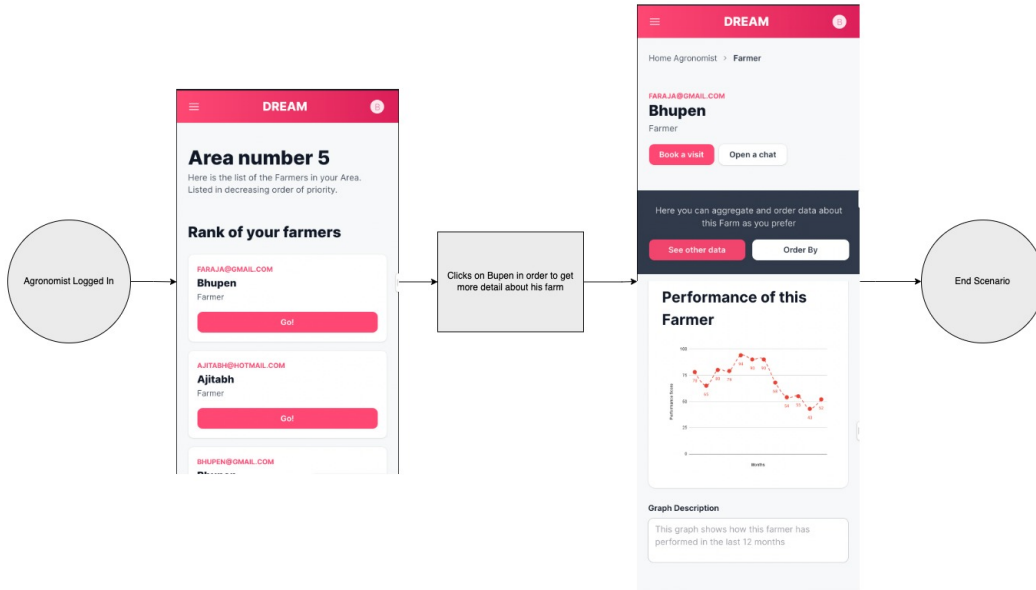 Agronomist Logged In
DREAM
Area number 5
Here is the list of the Farmers in your Area.
Listed in decreasing order of priority.
Rank of your farmers
FARAJA@GMAIL.COM
Bhupen
Farmer
Go!
AJITABH@HOTMAIL.COM
Ajitabh
Farmer
Go!
BHUPEN@GMAIL.COM
Clicks on Bupen in order to get
more detail about his farm
DREAM
Home Agronomist > Farmer
FARAJA@GMAIL.COM
Bhupen
Farmer
Book a visit
Open a chat
Here you can aggregate and order data about
this Farm as you prefer
See other data
Order By
Performance of this
Farmer
Performance Score
100
75
50
25
0
Months
Graph Description
This graph shows how this farmer has
performed in the last 12 months
End Scenario